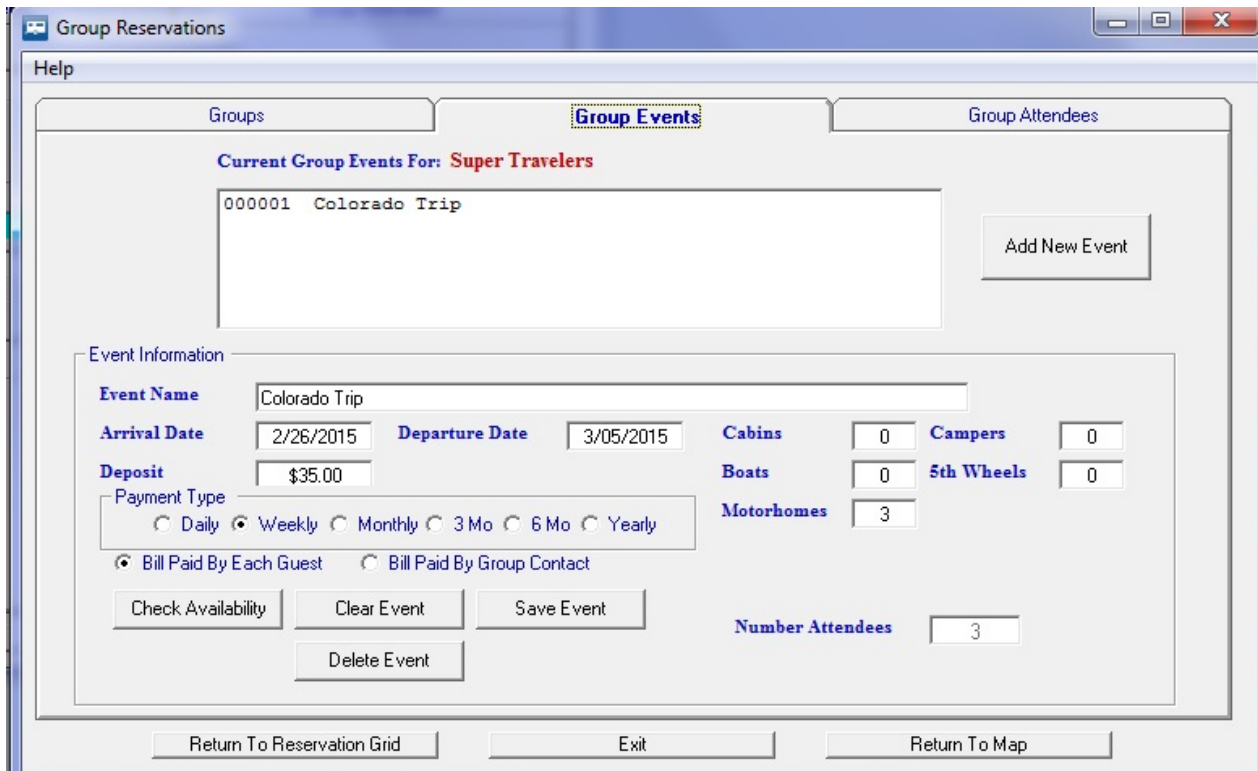 Group Reservations
Help
Groups Group Events Group Attendees
Current Group Events For: Super Travelers
000001 Colorado Trip
Add New Event
Event Information
Event Name Colorado Trip
Arrival Date 2/26/2015 Departure Date 3/05/2015 Cabins 0 Campers 0
Deposit $35.00 Boats 0 5th Wheels 0
Payment Type
Motorhomes 3
Daily Weekly Monthly 3 Mo 6 Mo Yearly
Bill Paid By Each Guest Bill Paid By Group Contact
Check Availability Clear Event Save Event
Number Attendees 3
Delete Event
Return To Reservation Grid Exit Return To Map